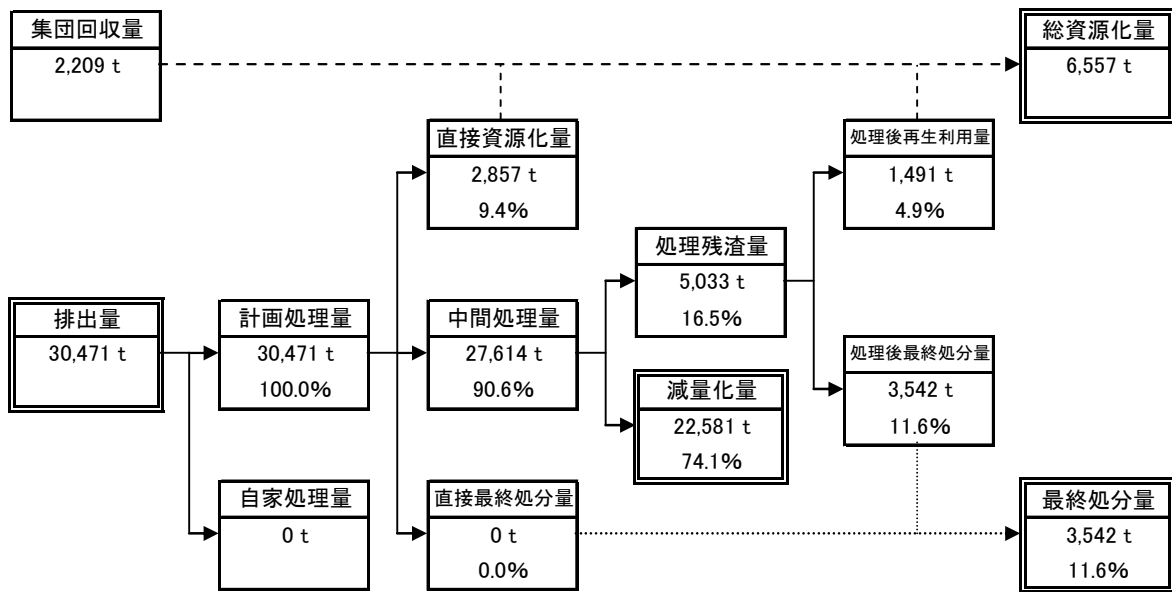 集団回収量
2,209 t
総資源化量
6,557 t
直接資源化量
2,857 t
9.4%
処理後再生利用量
1,491 t
4.9%
処理残渣量
5,033 t
16.5%
排出量
30,471 t
計画処理量
30,471 t
100.0%
中間処理量
27,614 t
90.6%
処理後最終処分量
3,542 t
11.6%
減量化量
22,581 t
74.1%
自家処理量
0 t
直接最終処分量
0 t
0.0%
最終処分量
3,542 t
11.6%